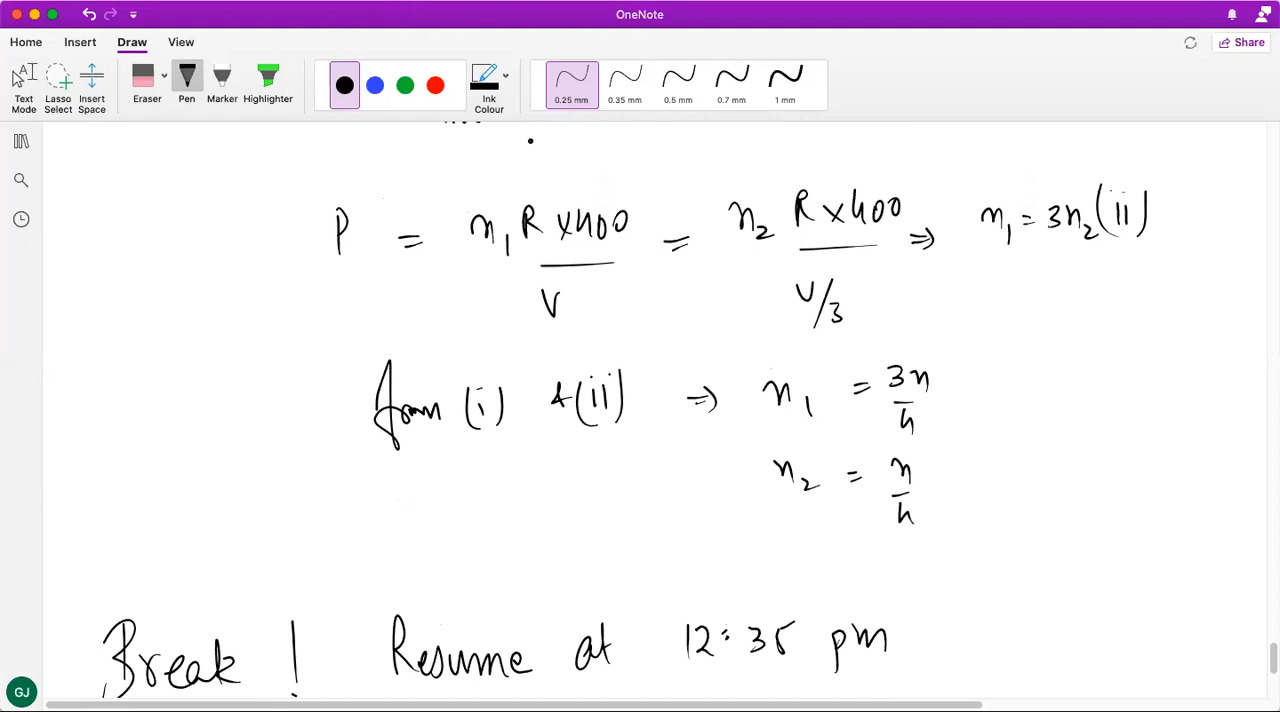 OneNote
Home Insert Draw View
Share
Text Mode
Lasso Select
Insert Space
Eraser
Pen
Marker
Highlighter
Ink Colour
0.25 mm 0.35 mm 0.5 mm 0.7 mm 1 mm
P = n₁R×400/V = n₂R×400/(V/3) ⇒ n₁ = 3n₂ (ii)
from (i) & (ii) ⇒ n₁ = 3n/4
n₂ = n/4
Break! Resume at 12:35 pm
GJ